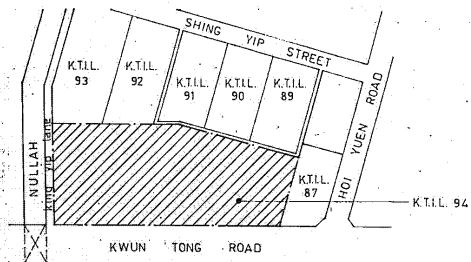 SHING YIP STREET
K.T.I.L.
93
K.T.I.L.
92
K.T.I.L.
91
K.T.I.L.
90
K.T.I.L.
89
HOI YUEN ROAD
NULLAH
king yip lane
K.T.I.L.
87
K.T.I.L. 94
KWUN TONG ROAD